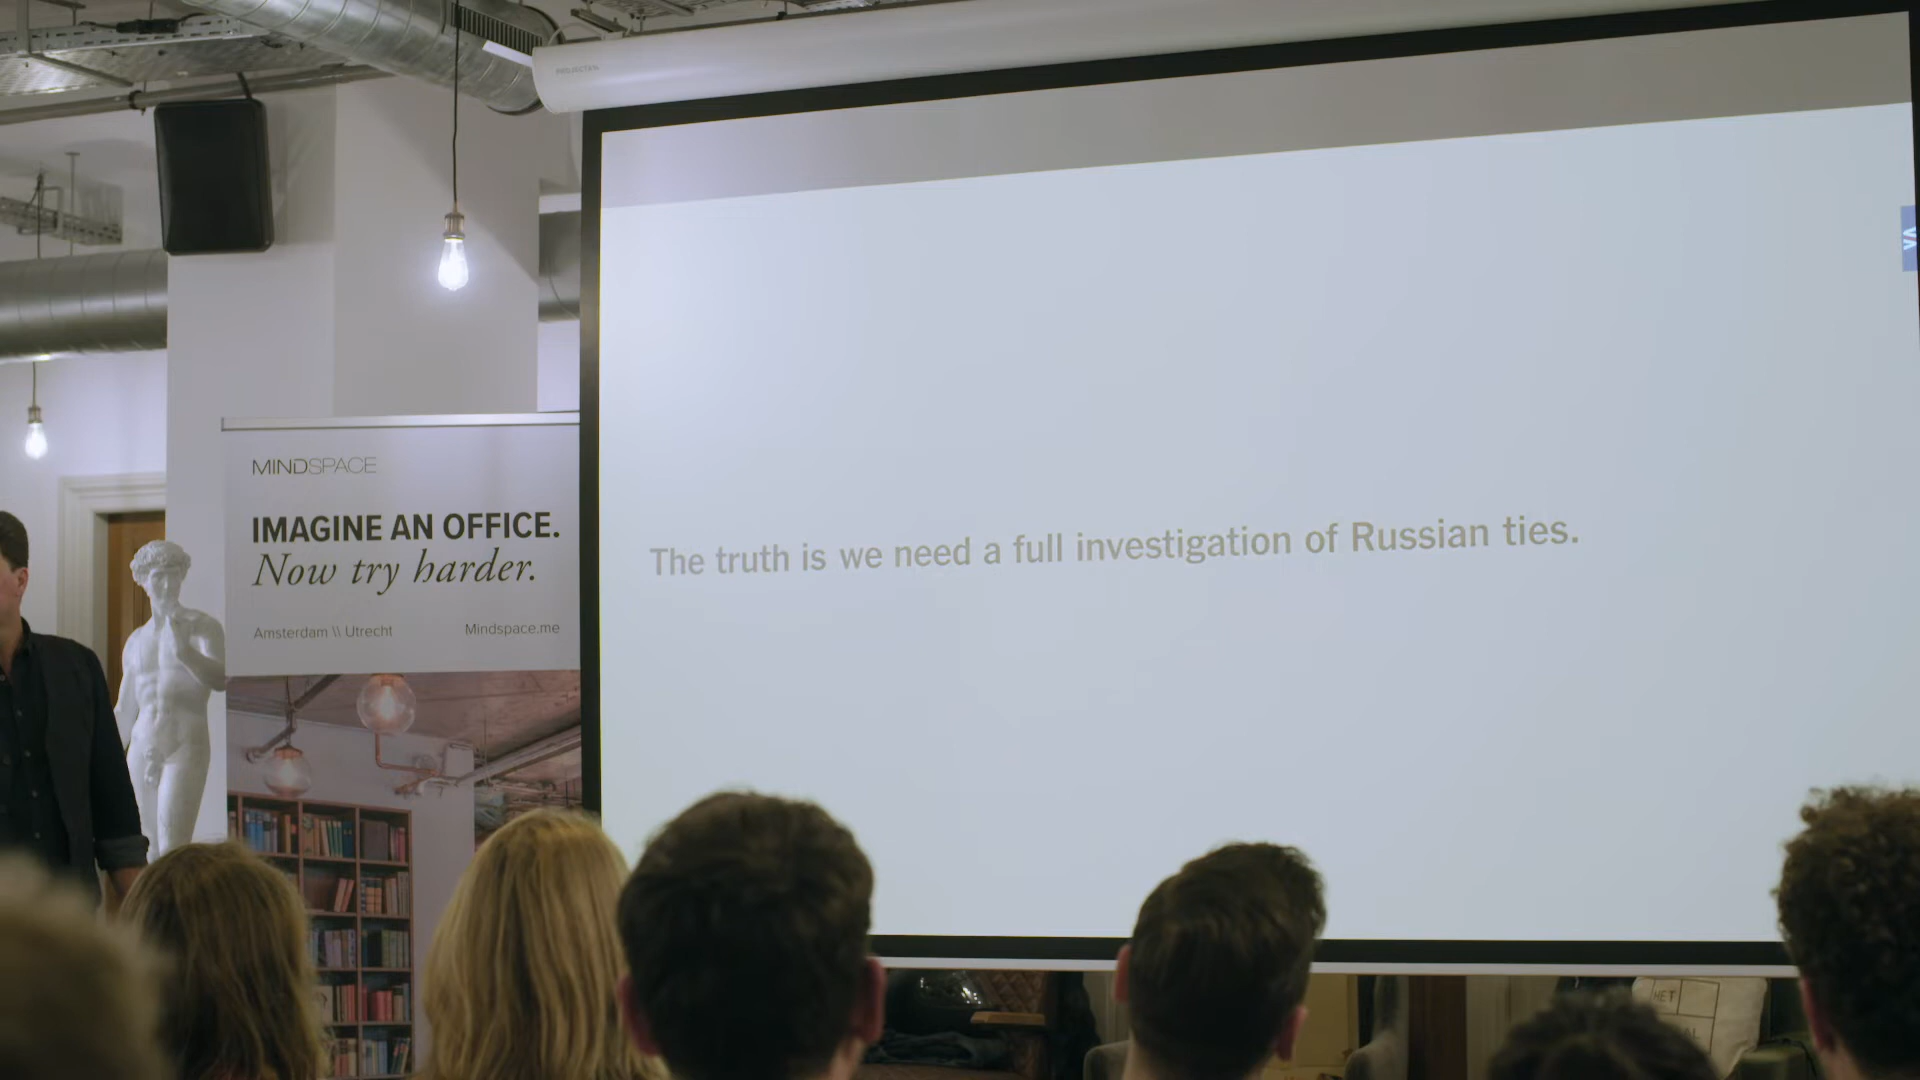 MINDSPACE
IMAGINE AN OFFICE.
Now try harder.
Amsterdam \\ Utrecht
Mindspace.me
The truth is we need a full investigation of Russian ties.
HET